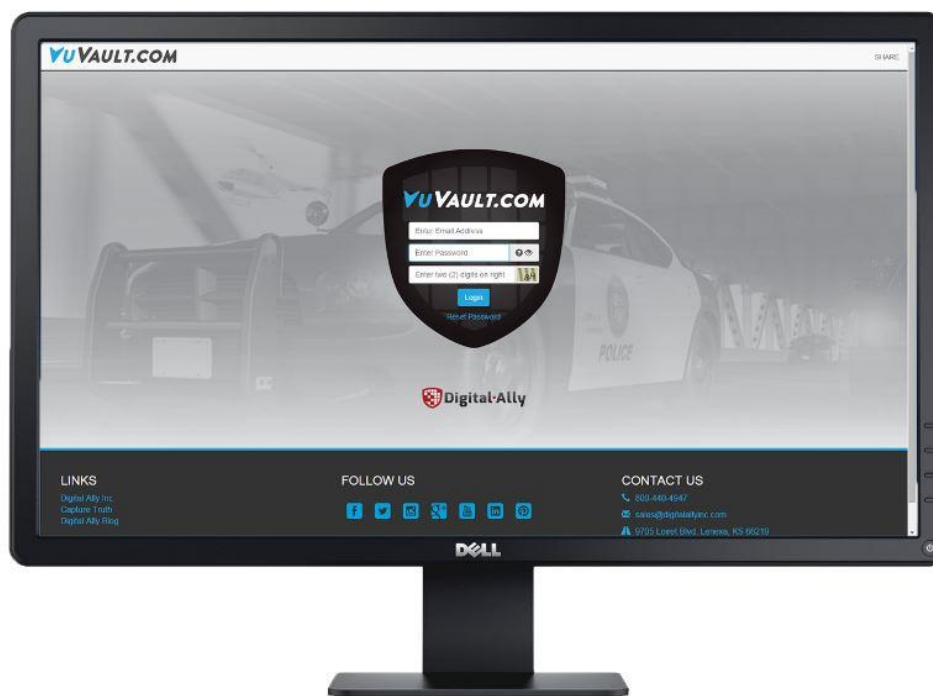 VUVAULT.COM
SHARE
VUVAULT.COM
Enter Email Address
Enter Password
Enter two (2) digits on right
Login
Reset Password
POLICE
Digital-Ally
LINKS
Digital Ally Inc.
Capture Truth
Digital Ally Blog
FOLLOW US
CONTACT US
800-440-4947
sales@digitalallyinc.com
9705 Loiret Blvd. Lenexa, KS 66219
DELL